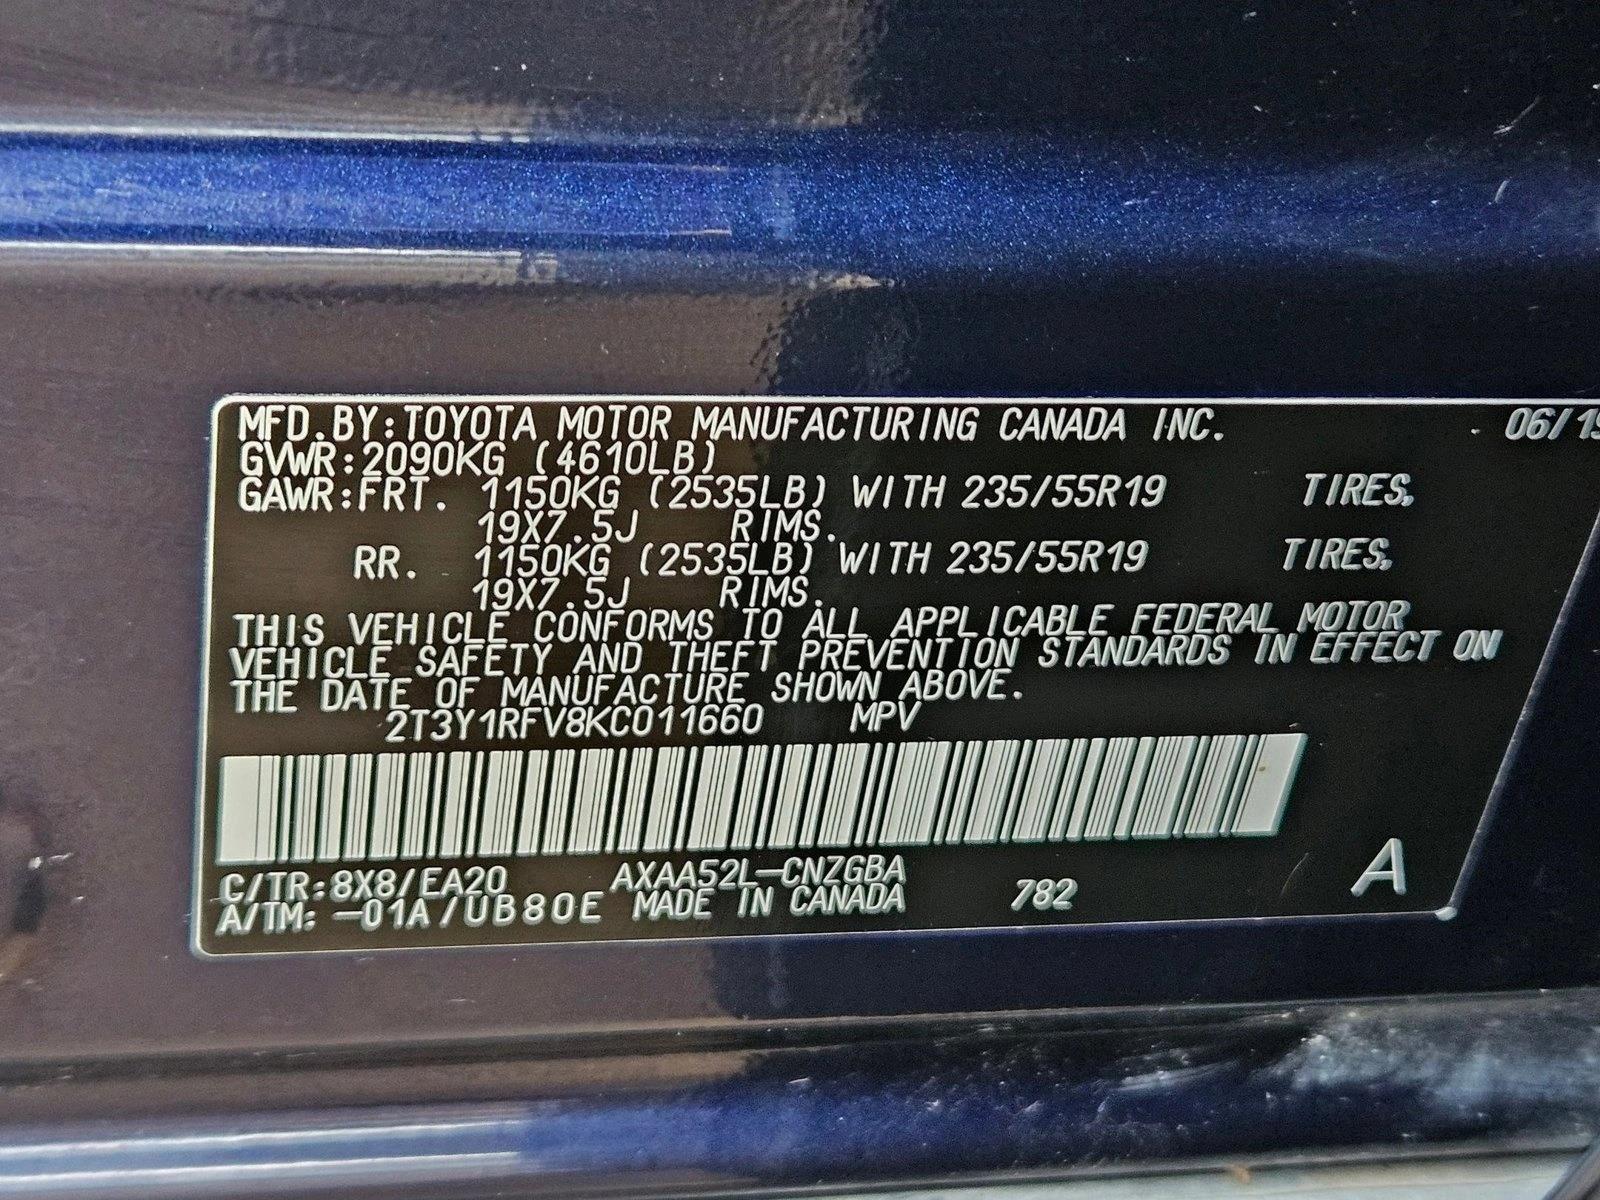 MFD.BY:TOYOTA MOTOR MANUFACTURING CANADA INC. 06/19
GVWR:2090KG (4610LB)
GAWR:FRT. 1150KG (2535LB) WITH 235/55R19 TIRES,
19X7.5J RIMS.
RR. 1150KG (2535LB) WITH 235/55R19 TIRES,
19X7.5J RIMS.
THIS VEHICLE CONFORMS TO ALL APPLICABLE FEDERAL MOTOR
VEHICLE SAFETY AND THEFT PREVENTION STANDARDS IN EFFECT ON
THE DATE OF MANUFACTURE SHOWN ABOVE.
2T3Y1RFV8KC011660 MPV
C/TR:8X8/EA20 AXAA52L-CNZGBA
A/TM: -01A/UB80E MADE IN CANADA 782 A